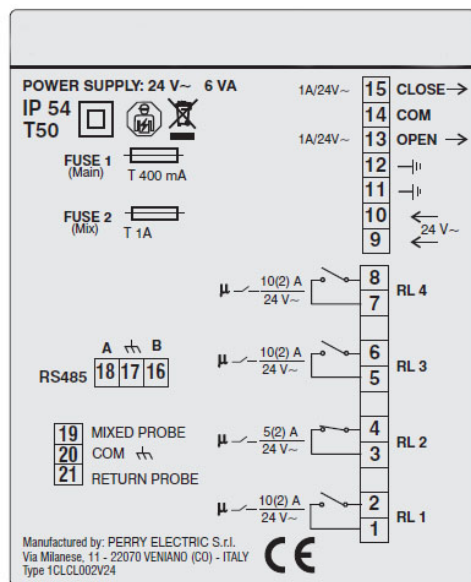 POWER SUPPLY: 24 V~ 6 VA
IP 54
T50
FUSE 1
(Main)
T 400 mA
FUSE 2
(Mix)
T 1A
1A/24V~ 15 CLOSE→
14 COM
1A/24V~ 13 OPEN →
12
11
10
24 V~
9
8
µ 10(2) A
24 V~
7
RL 4
6
µ 10(2) A
24 V~
5
RL 3
4
µ 5(2) A
24 V~
3
RL 2
2
µ 10(2) A
24 V~
1
RL 1
A B
RS485 18 17 16
19 MIXED PROBE
20 COM
21 RETURN PROBE
Manufactured by: PERRY ELECTRIC S.r.l.
Via Milanese, 11 - 22070 VENIANO (CO) - ITALY
Type 1CLCL002V24
CE